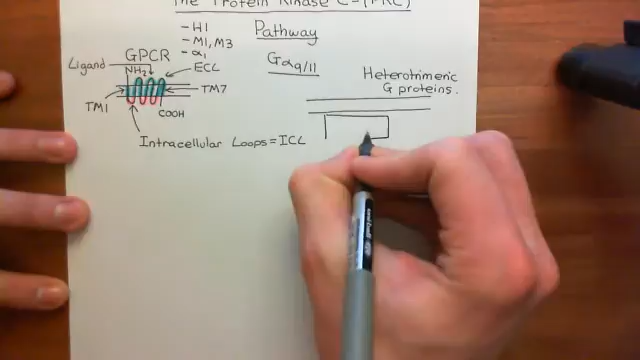 The Protein Kinase C-(PKC)
Pathway
- H1
- M1, M3
- α1
Gαq/11
GPCR
Ligand
NH2
ECL
TM1
TM7
COOH
Intracellular Loops = ICL
Heterotrimeric
G proteins.